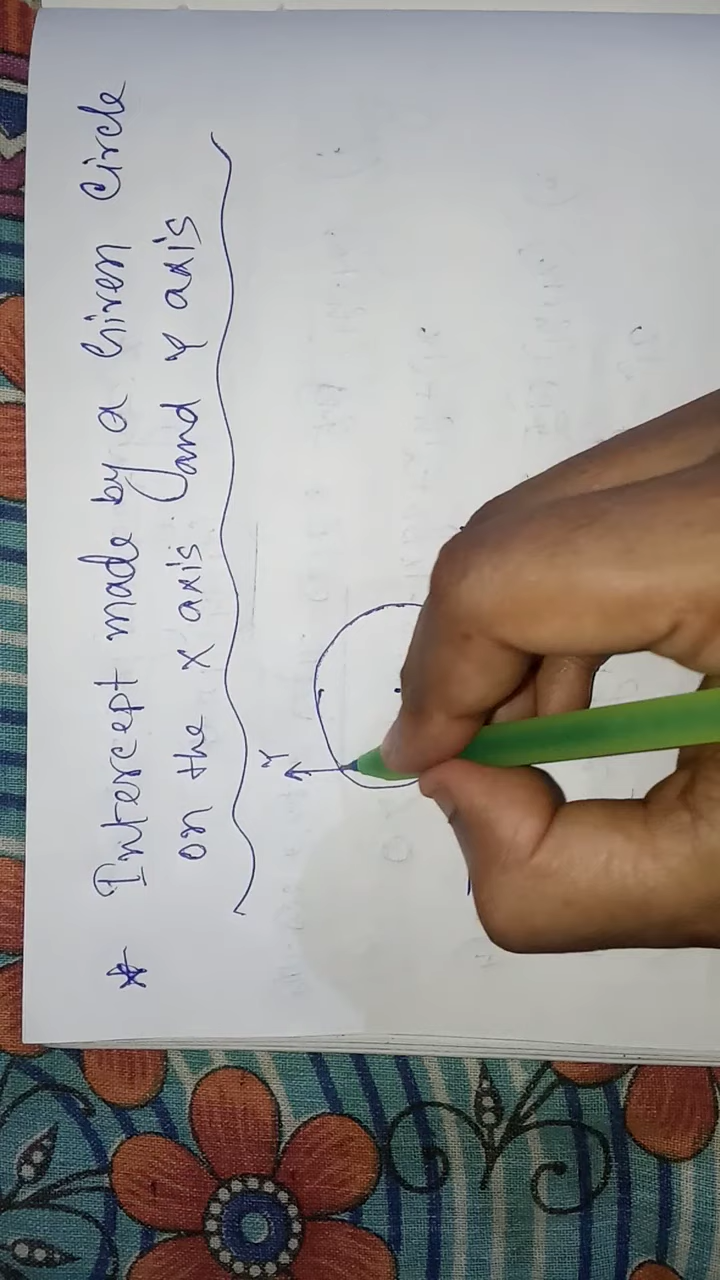 * Intercept made by a Given Circle
on the X axis and Y axis
Y